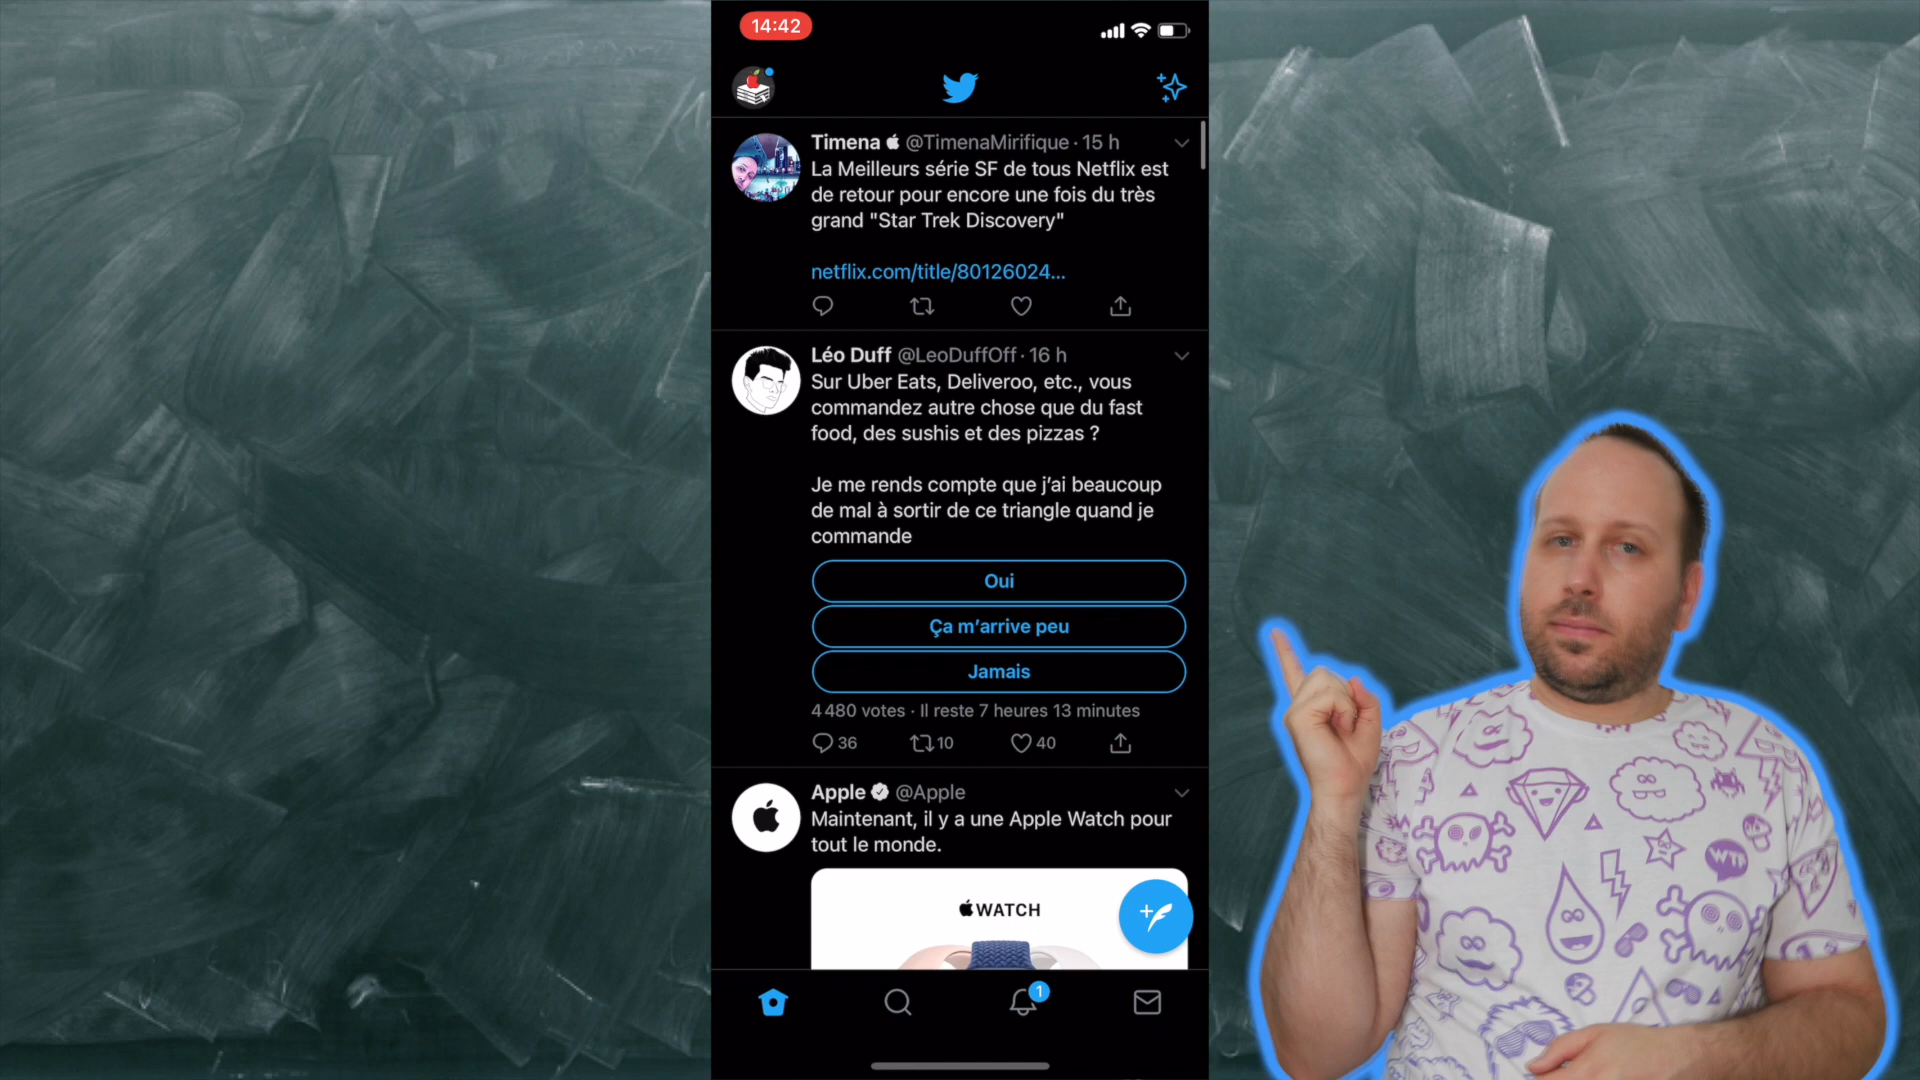 14:42
Timena @TimenaMirifique · 15 h
La Meilleurs série SF de tous Netflix est
de retour pour encore une fois du très
grand "Star Trek Discovery"
netflix.com/title/80126024...
Léo Duff @LeoDuffOff · 16 h
Sur Uber Eats, Deliveroo, etc., vous
commandez autre chose que du fast
food, des sushis et des pizzas ?
Je me rends compte que j’ai beaucoup
de mal à sortir de ce triangle quand je
commande
Oui
Ça m’arrive peu
Jamais
4 480 votes · Il reste 7 heures 13 minutes
36 10 40
Apple @Apple
Maintenant, il y a une Apple Watch pour
tout le monde.
WATCH
1
WTF